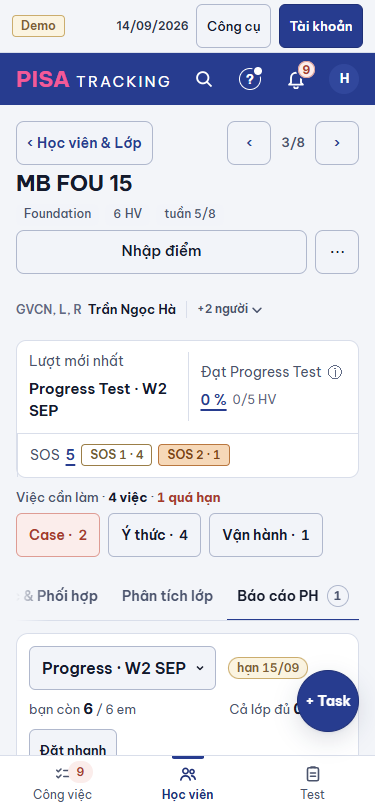 Demo 14/09/2026 Công cụ Tài khoản
PISA TRACKING ? 9 H
‹ Học viên & Lớp ‹ 3/8 ›
MB FOU 15
Foundation 6 HV tuần 5/8
Nhập điểm ...
GVCN, L, R Trần Ngọc Hà +2 người
Lượt mới nhất
Progress Test · W2 SEP
Đạt Progress Test
0 % 0/5 HV
SOS 5 SOS 1 · 4 SOS 2 · 1
Việc cần làm · 4 việc · 1 quá hạn
Case · 2 Ý thức · 4 Vận hành · 1
& Phối hợp Phân tích lớp Báo cáo PH 1
Progress · W2 SEP hạn 15/09
bạn còn 6 / 6 em Cả lớp đủ
+ Task
Đặt nhanh
9
Công việc Học viên Test